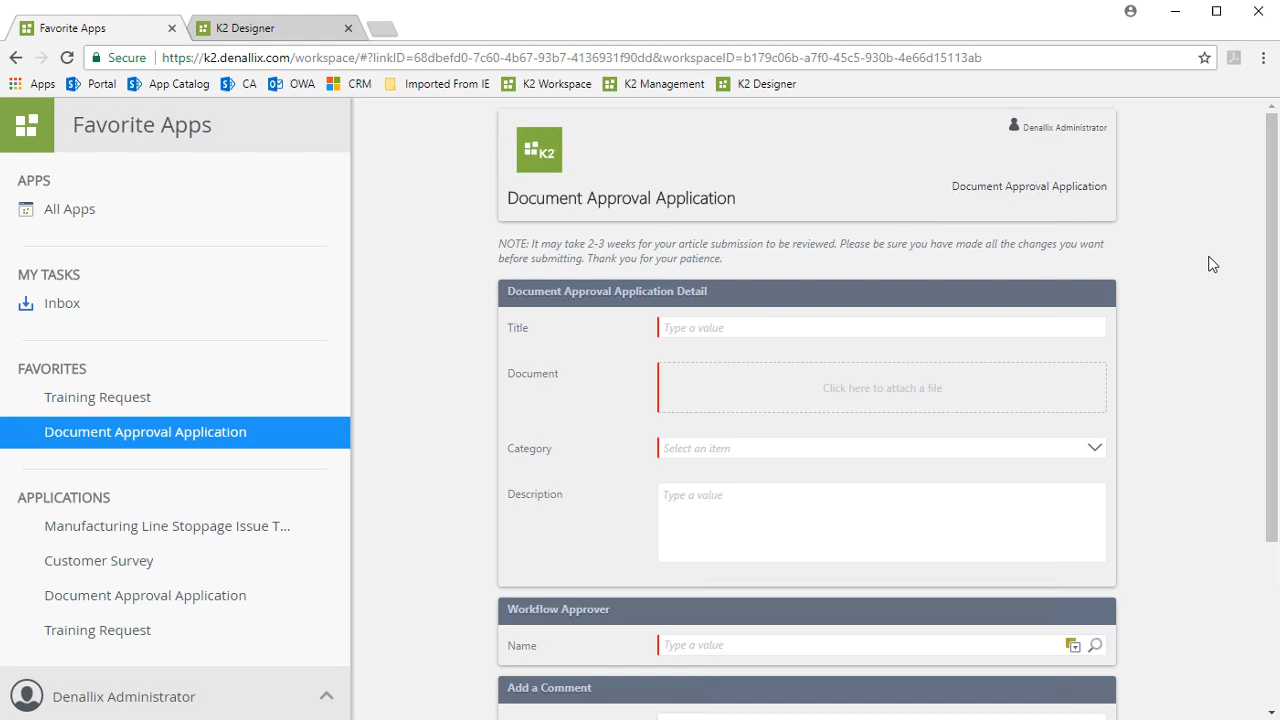 Favorite Apps
K2 Designer
Secure https://k2.denallix.com/workspace/#?linkID=68dbefd0-7c60-4b67-93b7-4136931f90dd&workspaceID=b179c06b-a7f0-45c5-930b-4e66d15113ab
Apps Portal App Catalog CA OWA CRM Imported From IE K2 Workspace K2 Management K2 Designer
Favorite Apps
APPS
All Apps
MY TASKS
Inbox
FAVORITES
Training Request
Document Approval Application
APPLICATIONS
Manufacturing Line Stoppage Issue T...
Customer Survey
Document Approval Application
Training Request
Denallix Administrator
K2
Denallix Administrator
Document Approval Application
Document Approval Application
NOTE: It may take 2-3 weeks for your article submission to be reviewed. Please be sure you have made all the changes you want
before submitting. Thank you for your patience.
Document Approval Application Detail
Title Type a value
Document Click here to attach a file
Category Select an item
Description Type a value
Workflow Approver
Name Type a value
Add a Comment